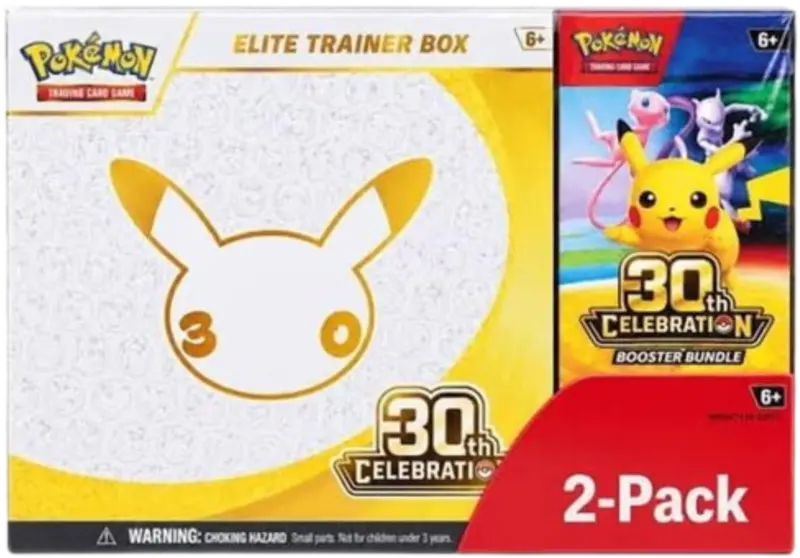 Pokémon
TRADING CARD GAME
ELITE TRAINER BOX
6+
3 0
30th
CELEBRATION
⚠ WARNING: CHOKING HAZARD Small parts. Not for children under 3 years.
Pokémon
TRADING CARD GAME
6+
30th
CELEBRATION
BOOSTER BUNDLE
6+
2-Pack